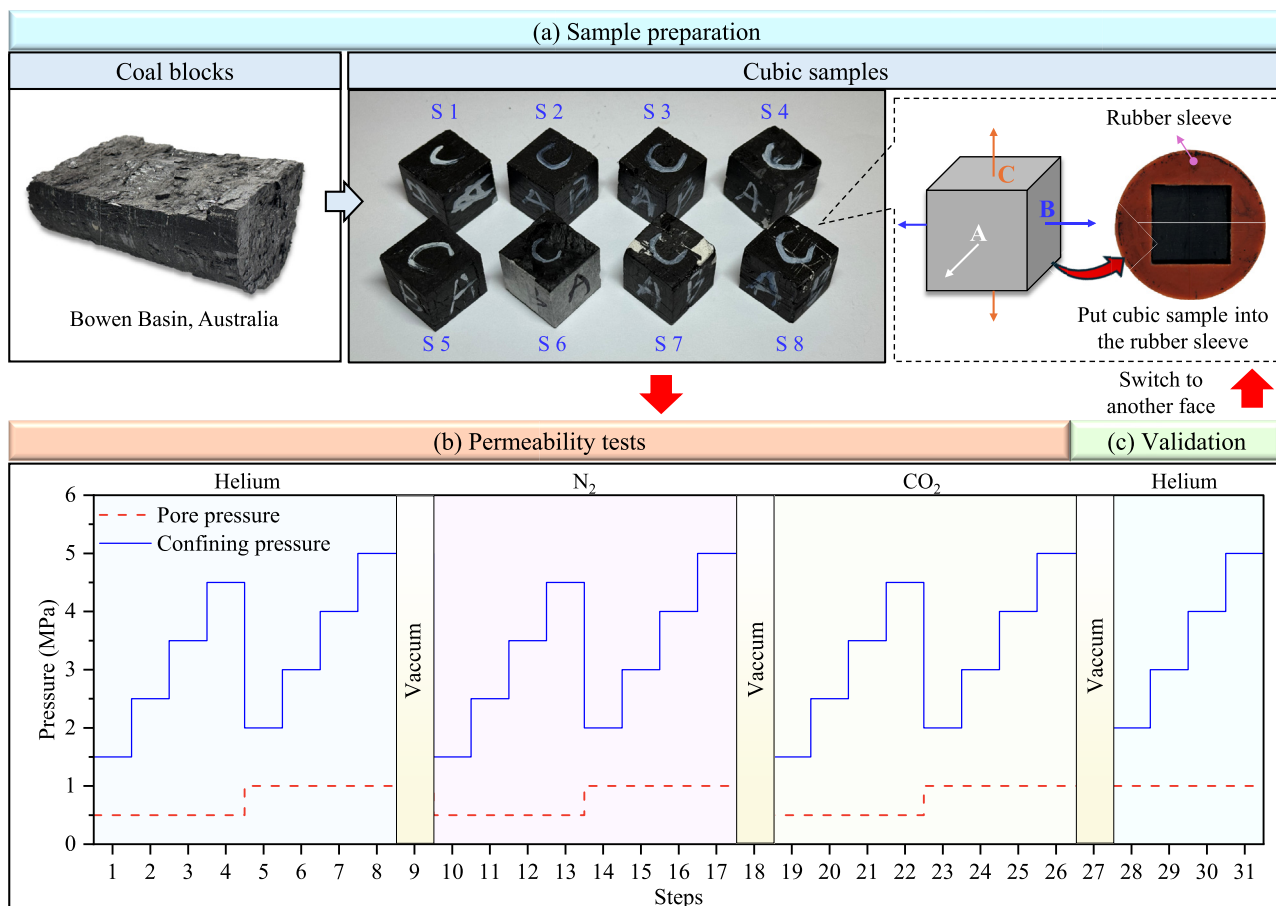 (a) Sample preparation
Coal blocks
Cubic samples
Bowen Basin, Australia
S 1
S 2
S 3
S 4
C
C
C
C
A
B
A
B
A
B
A
B
C
C
C
C
B
A
A
A
B
A
B
S 5
S 6
S 7
S 8
C
B
A
Rubber sleeve
Put cubic sample into
the rubber sleeve
Switch to
another face
(b) Permeability tests
(c) Validation
Helium
N₂
CO₂
Helium
Pore pressure
Confining pressure
Pressure (MPa)
6
5
4
3
2
1
0
Vaccum
Vaccum
Vaccum
1 2 3 4 5 6 7 8 9 10 11 12 13 14 15 16 17 18 19 20 21 22 23 24 25 26 27 28 29 30 31
Steps